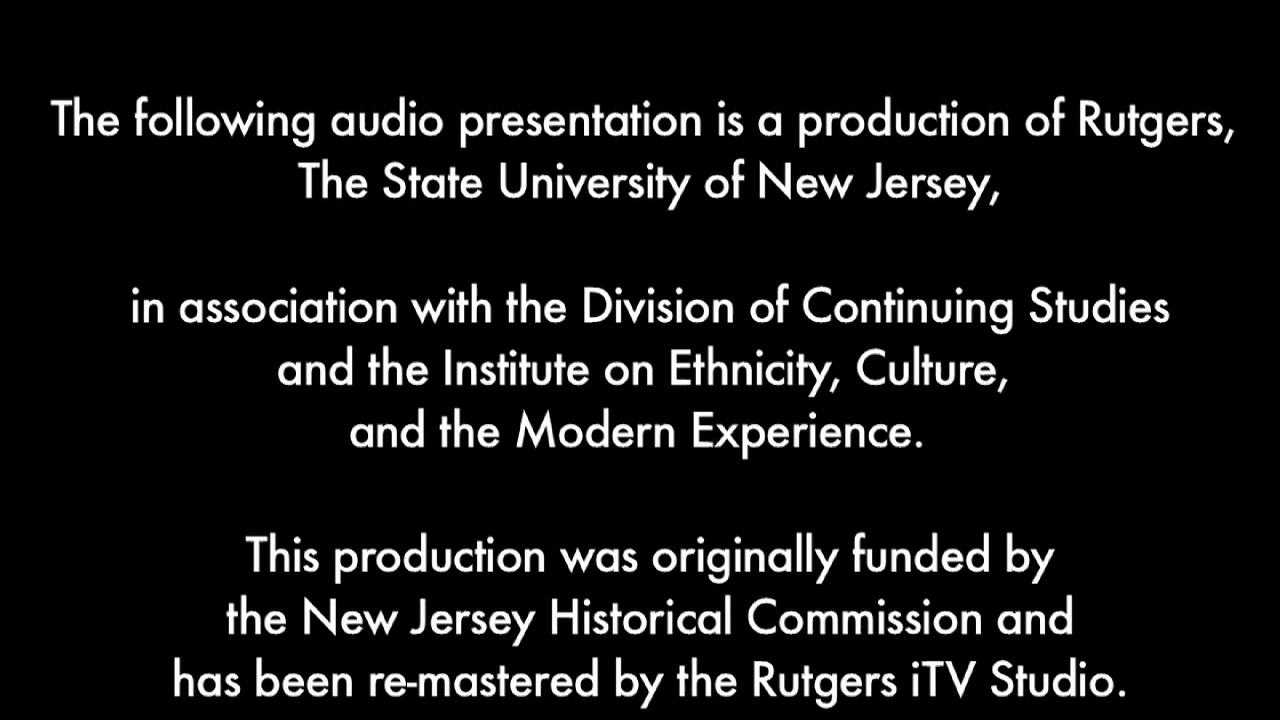 The following audio presentation is a production of Rutgers,
The State University of New Jersey,
in association with the Division of Continuing Studies
and the Institute on Ethnicity, Culture,
and the Modern Experience.
This production was originally funded by
the New Jersey Historical Commission and
has been re-mastered by the Rutgers iTV Studio.